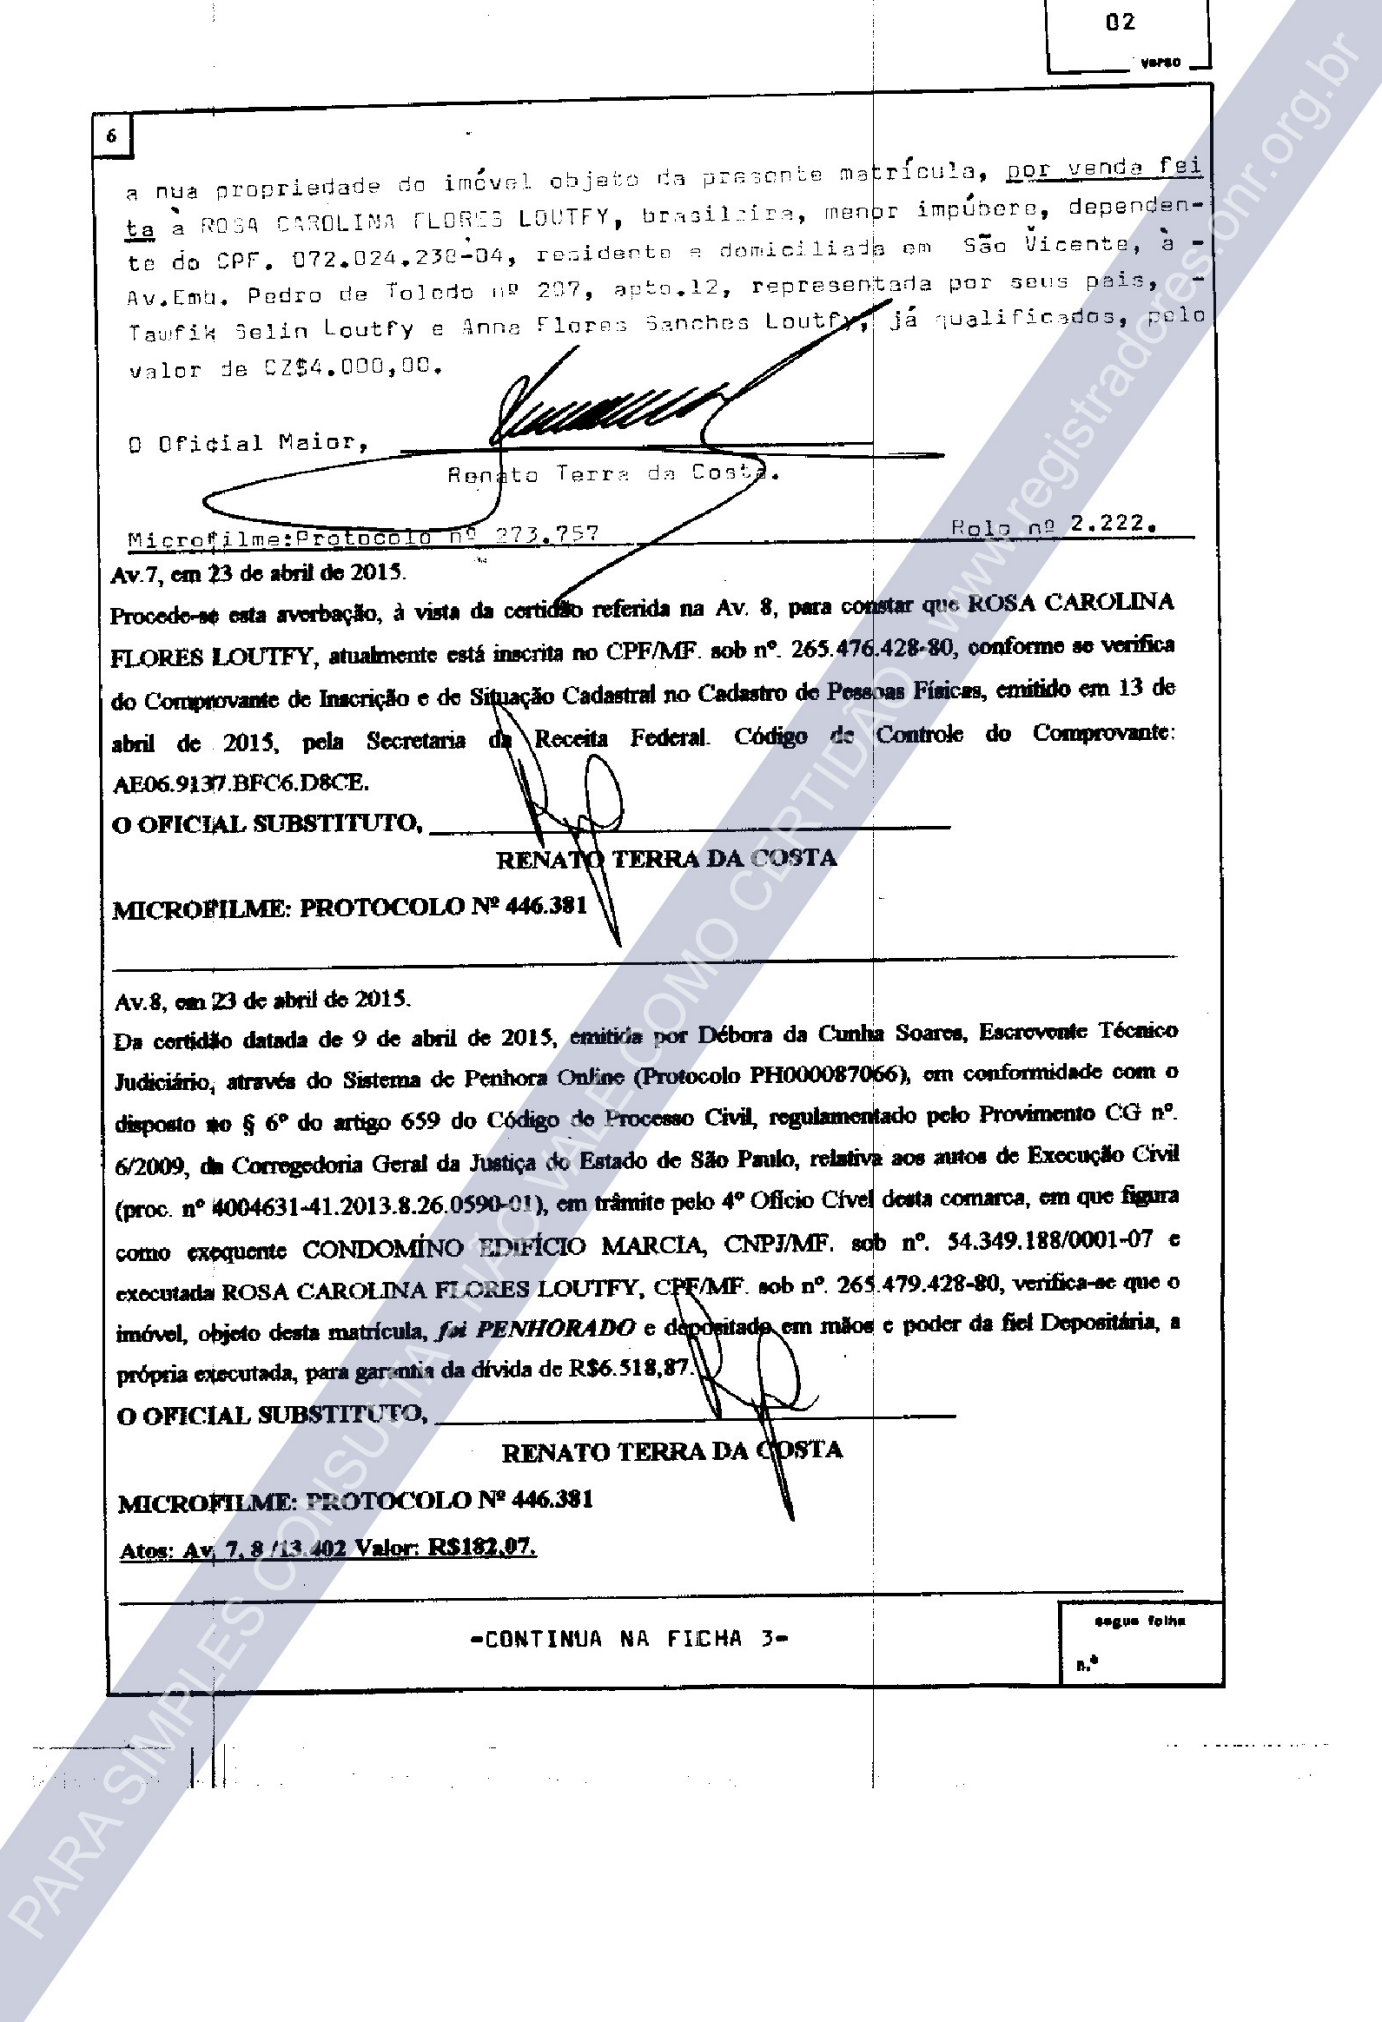 02
verso
6
a nua propriedade do imóvel objeto da presente matrícula, por venda fei
ta à ROSA CAROLINA FLORES LOUTFY, brasileira, menor impúbere, dependen-
te do CPF. 072.024.238-04, residente e domiciliada em São Vicente, à -
Av.Emb. Pedro de Toledo nº 207, apto.12, representada por seus pais, -
Taufik Selin Loutfy e Anna Flores Sanches Loutfy, já qualificados, pelo
valor de CZ$4.000,00.
O Oficial Maior,
Renato Terra da Costa.
Microfilme:Protocolo nº 273.757 Rolo nº 2.222.
Av.7, em 23 de abril de 2015.
Procede-se esta averbação, à vista da certidão referida na Av. 8, para constar que ROSA CAROLINA
FLORES LOUTFY, atualmente está inscrita no CPF/MF. sob nº. 265.476.428-80, conforme se verifica
do Comprovante de Inscrição e de Situação Cadastral no Cadastro de Pessoas Físicas, emitido em 13 de
abril de 2015, pela Secretaria da Receita Federal. Código de Controle do Comprovante:
AE06.9137.BFC6.D8CE.
O OFICIAL SUBSTITUTO,
RENATO TERRA DA COSTA
MICROFILME: PROTOCOLO Nº 446.381
Av.8, em 23 de abril de 2015.
Da certidão datada de 9 de abril de 2015, emitida por Débora da Cunha Soares, Escrevente Técnico
Judiciário, através do Sistema de Penhora Online (Protocolo PH000087066), em conformidade com o
disposto no § 6º do artigo 659 do Código de Processo Civil, regulamentado pelo Provimento CG nº.
6/2009, da Corregedoria Geral da Justiça do Estado de São Paulo, relativa aos autos de Execução Civil
(proc. nº 4004631-41.2013.8.26.0590-01), em trâmite pelo 4º Ofício Cível desta comarca, em que figura
como exequente CONDOMÍNO EDIFÍCIO MARCIA, CNPJ/MF. sob nº. 54.349.188/0001-07 e
executada ROSA CAROLINA FLORES LOUTFY, CPF/MF. sob nº. 265.479.428-80, verifica-se que o
imóvel, objeto desta matrícula, foi PENHORADO e depositado em mãos e poder da fiel Depositária, a
própria executada, para garantia da dívida de R$6.518,87.
O OFICIAL SUBSTITUTO,
RENATO TERRA DA COSTA
MICROFILME: PROTOCOLO Nº 446.381
Atos: Av. 7, 8 /13.402 Valor: R$182,07.
-CONTINUA NA FICHA 3-
segue folha
n.º
PARA SIMPLES CONSULTA - NÃO VALE COMO CERTIDÃO - www.registradores.onr.org.br